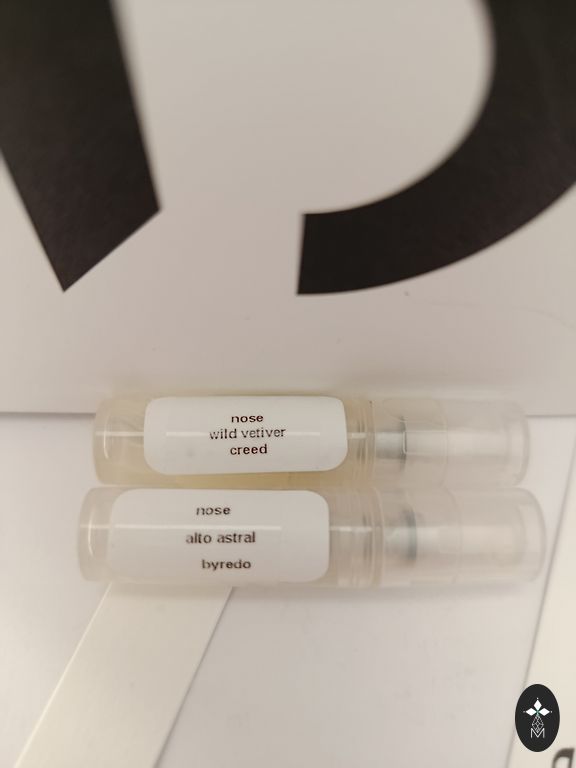 nose
wild vetiver
creed
nose
alto astral
byredo
M